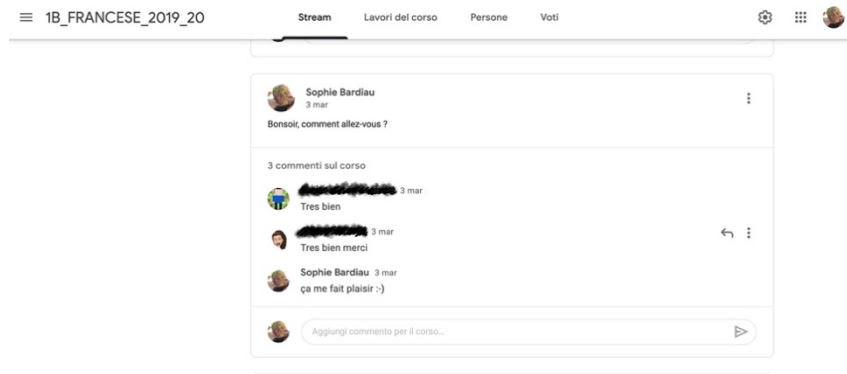 1B_FRANCESE_2019_20
Stream Lavori del corso Persone Voti
Sophie Bardiau
3 mar
Bonsoir, comment allez-vous ?
3 commenti sul corso
3 mar
Tres bien
3 mar
Tres bien merci
Sophie Bardiau 3 mar
ça me fait plaisir :-)
Aggiungi commento per il corso...